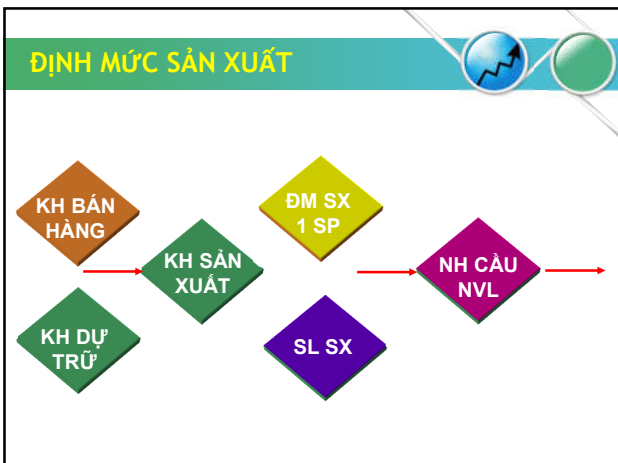 ĐỊNH MỨC SẢN XUẤT
KH BÁN
HÀNG
ĐM SX
1 SP
KH SẢN
XUẤT
NH CẦU
NVL
KH DỰ
TRỮ
SL SX